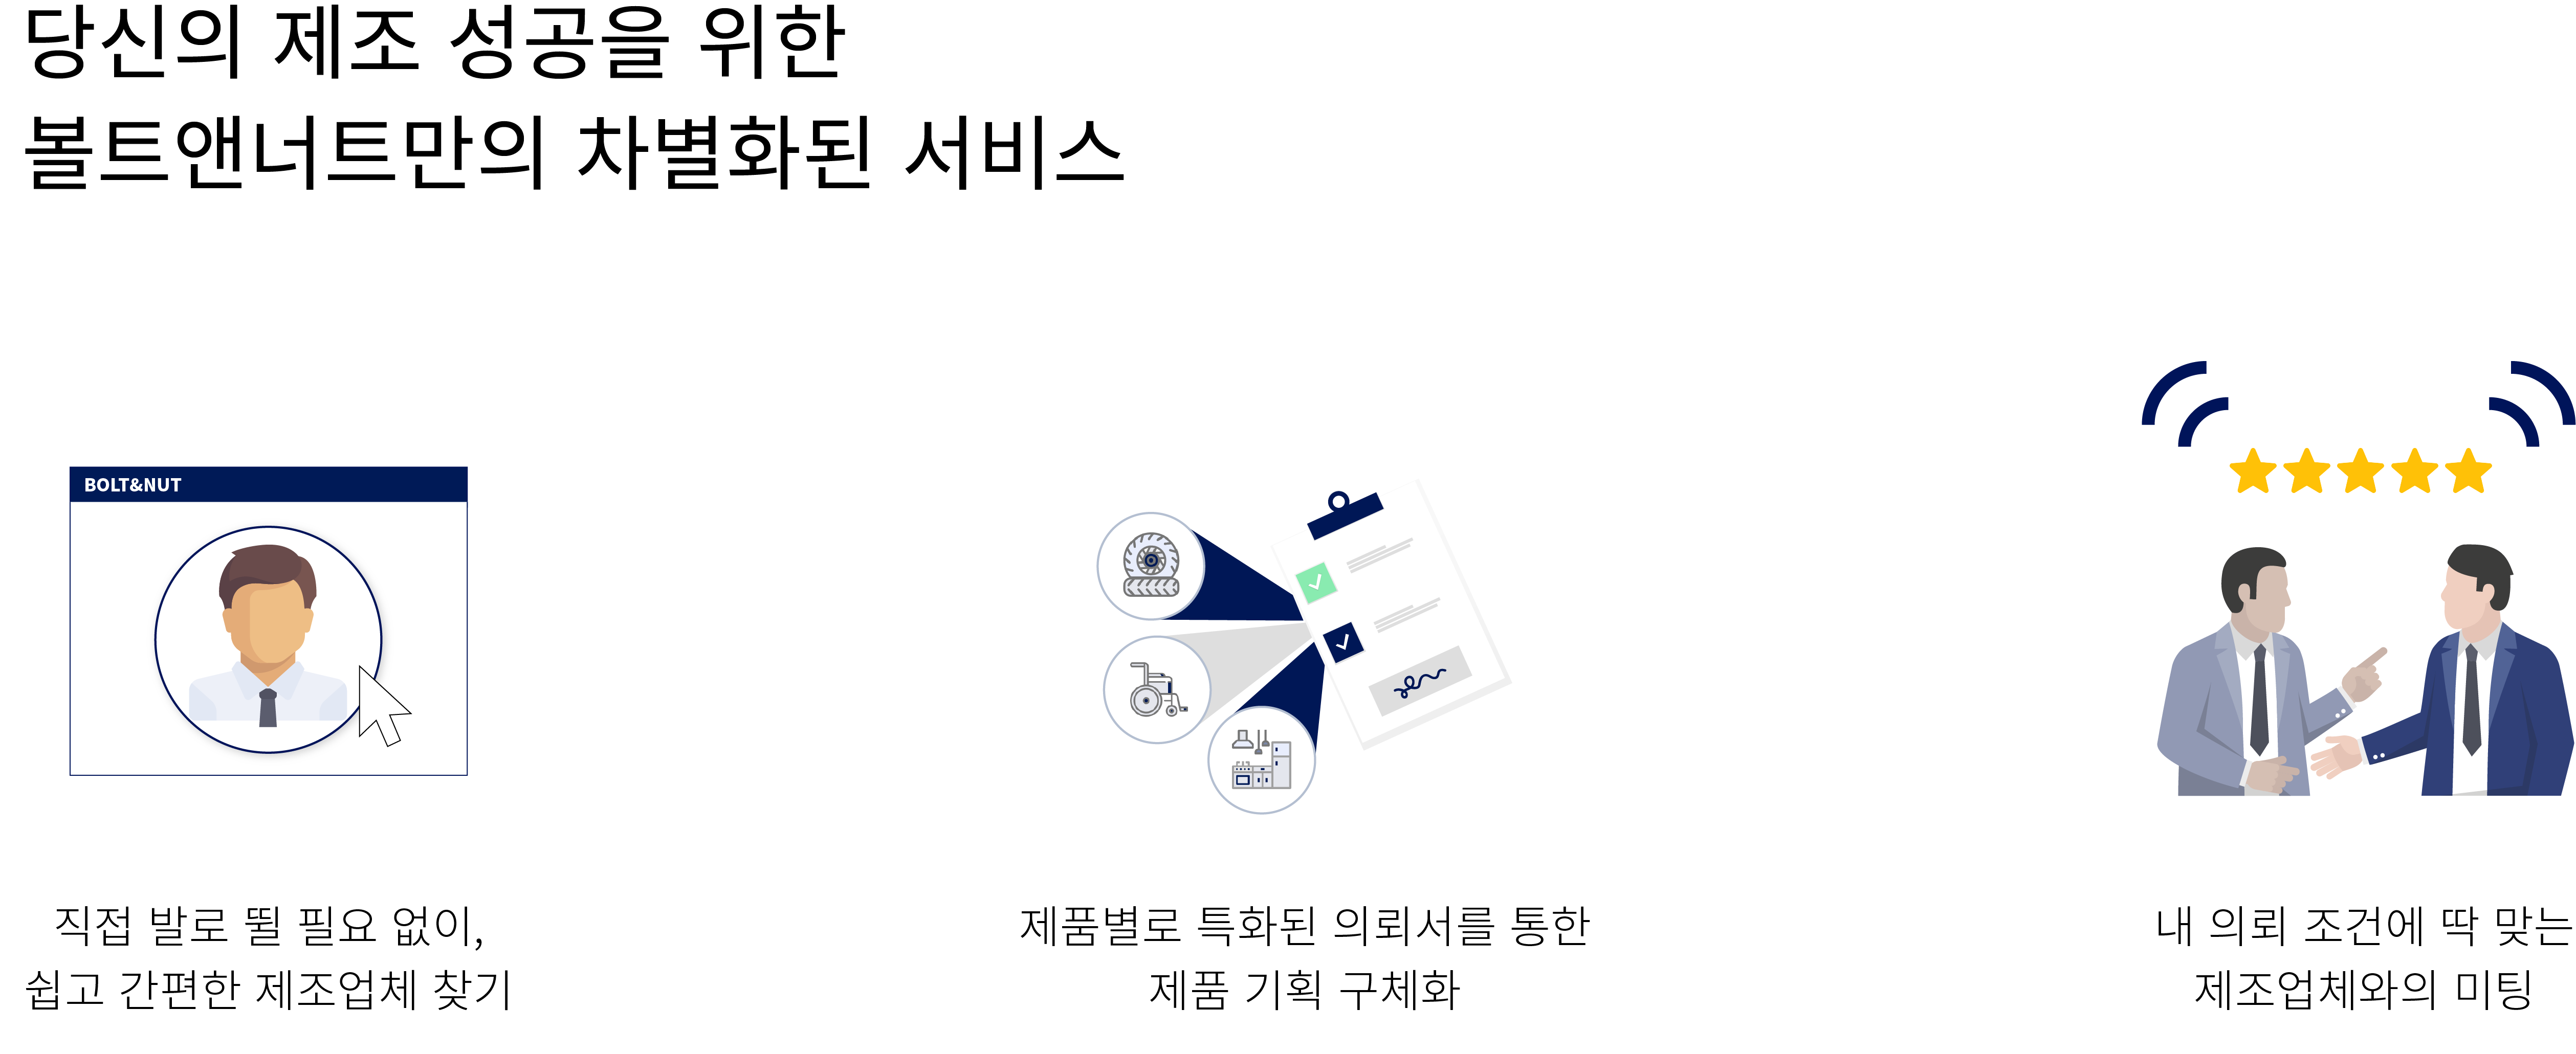 당신의 제조 성공을 위한
볼트앤너트만의 차별화된 서비스
BOLT&NUT
직접 발로 뛸 필요 없이,
쉽고 간편한 제조업체 찾기
제품별로 특화된 의뢰서를 통한
제품 기획 구체화
내 의뢰 조건에 딱 맞는
제조업체와의 미팅